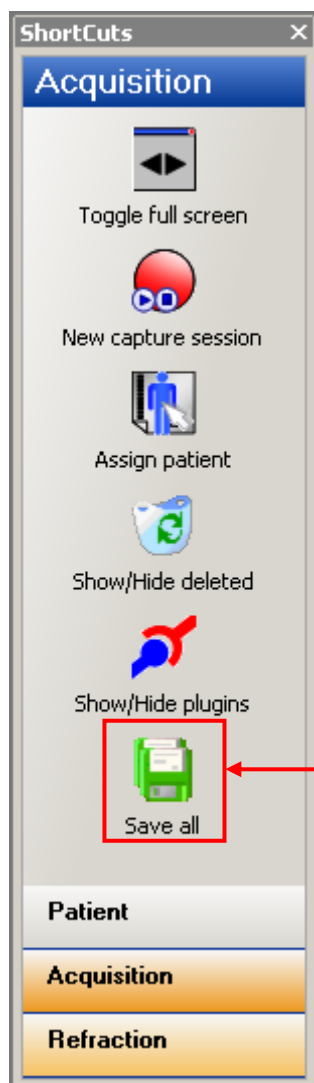 ShortCuts
Acquisition
Toggle full screen
New capture session
Assign patient
Show/Hide deleted
Show/Hide plugins
Save all
Patient
Acquisition
Refraction